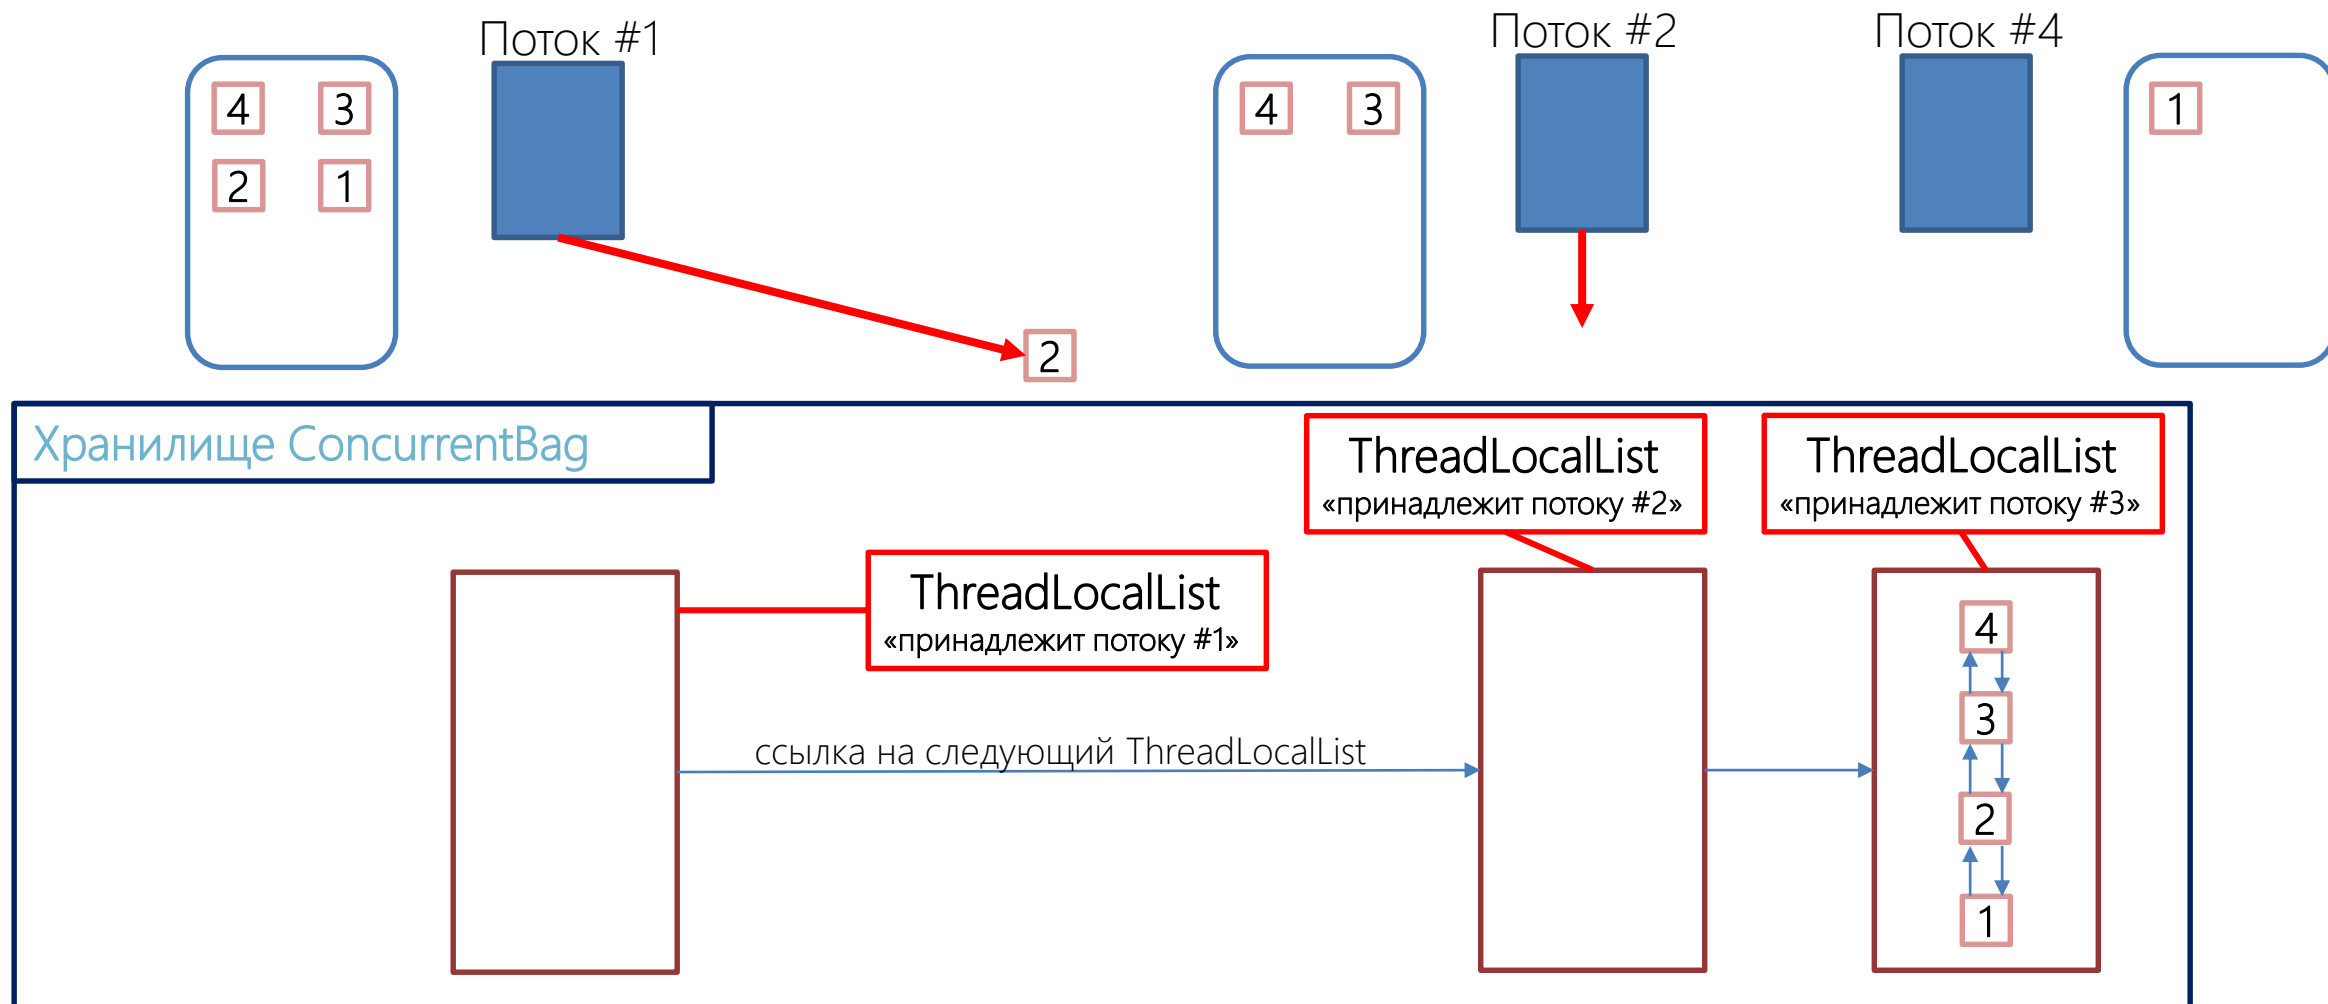 Поток #1
Поток #2
Поток #4
4 3
2 1
4 3
1
2
Хранилище ConcurrentBag
ThreadLocalList
«принадлежит потоку #2»
ThreadLocalList
«принадлежит потоку #3»
ThreadLocalList
«принадлежит потоку #1»
ссылка на следующий ThreadLocalList
4
3
2
1